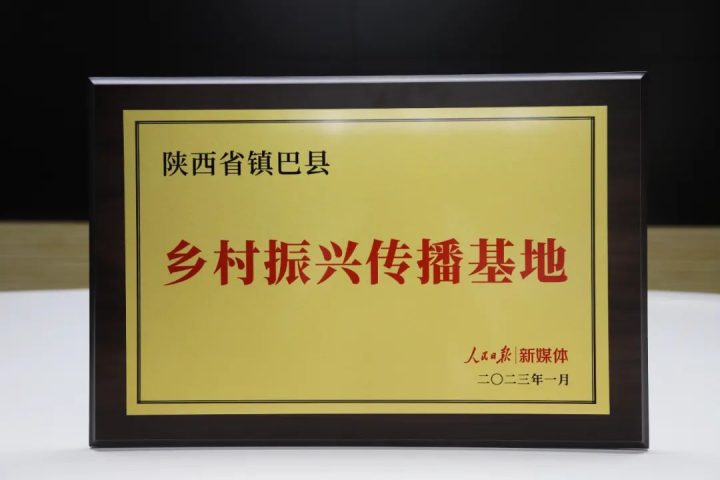 陕西省镇巴县
乡村振兴传播基地
人民日报|新媒体
二〇二三年一月